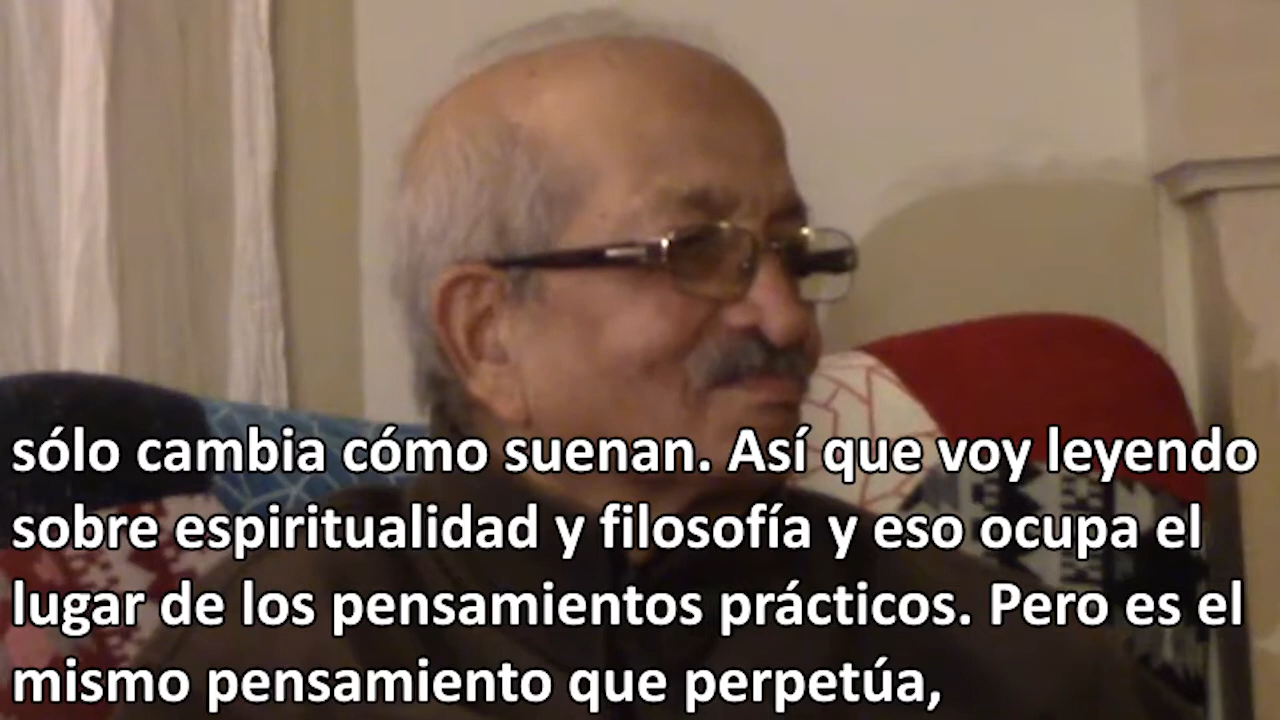 sólo cambia cómo suenan. Así que voy leyendo
sobre espiritualidad y filosofía y eso ocupa el
lugar de los pensamientos prácticos. Pero es el
mismo pensamiento que perpetúa,